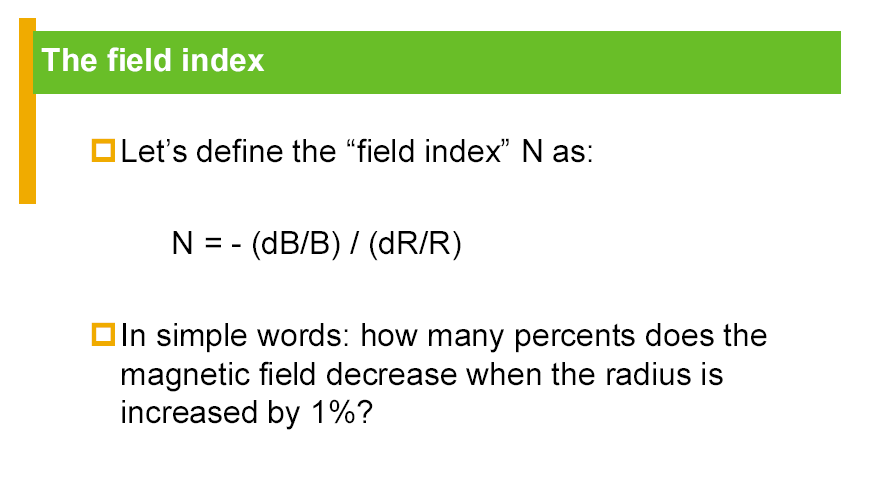 The field index
Let’s define the “field index” N as:
N = - (dB/B) / (dR/R)
In simple words: how many percents does the
magnetic field decrease when the radius is
increased by 1%?